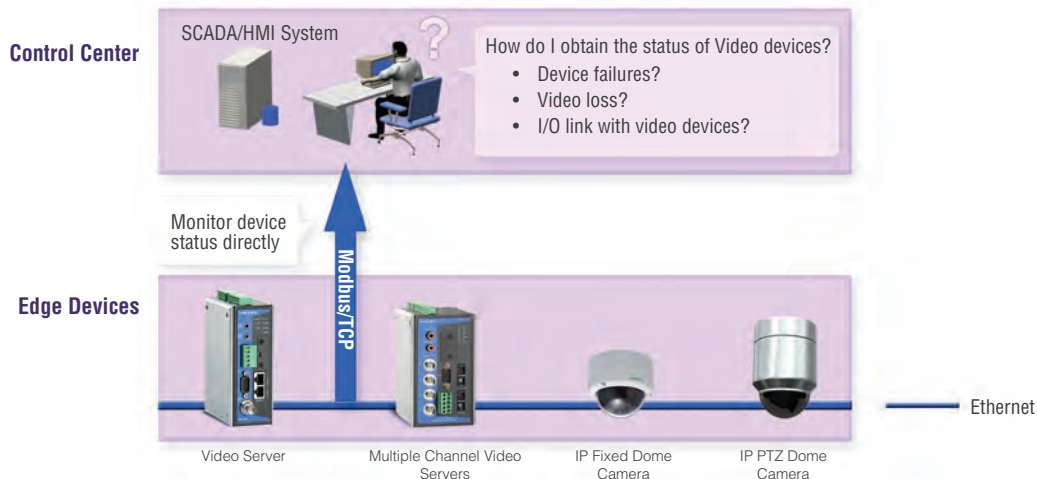 Control Center
SCADA/HMI System
?
How do I obtain the status of Video devices?
• Device failures?
• Video loss?
• I/O link with video devices?
Monitor device
status directly
Modbus/TCP
Edge Devices
Ethernet
Video Server
Multiple Channel Video
Servers
IP Fixed Dome
Camera
IP PTZ Dome
Camera